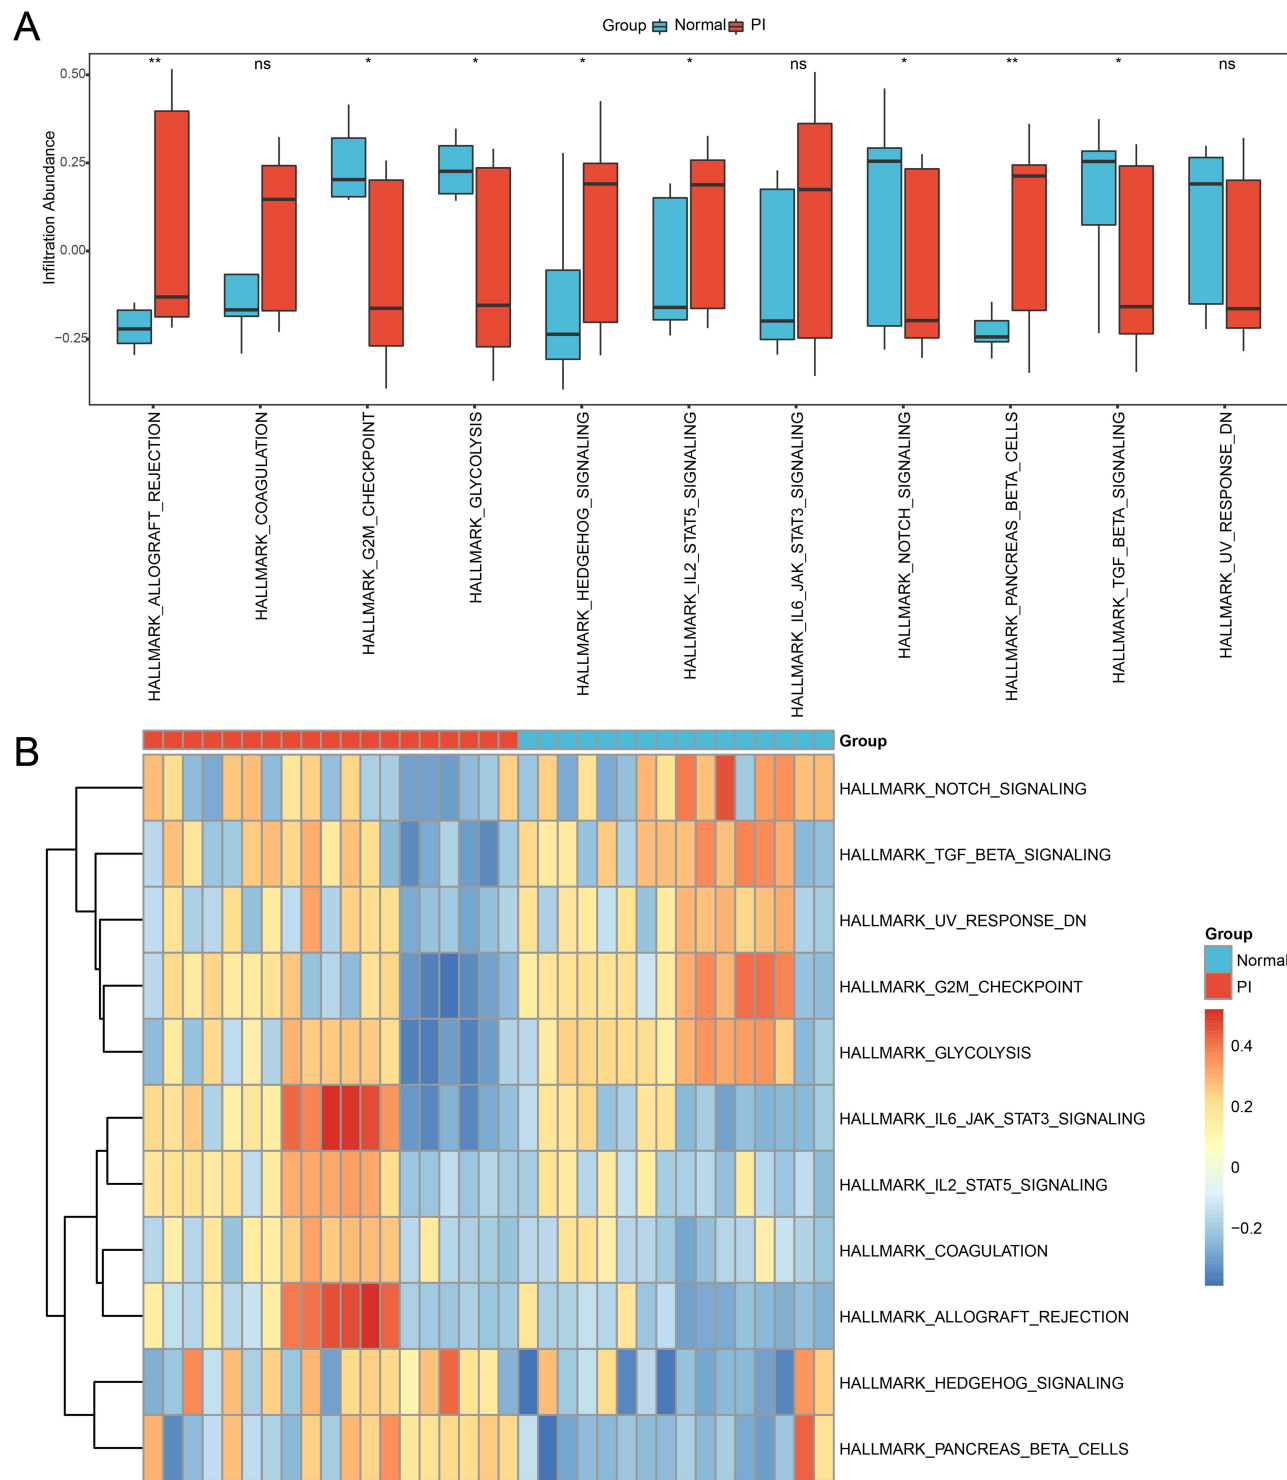 A
Group Normal PI
** ns * * * * ns * ** * ns
Infiltration Abundance
0.50
0.25
0.00
−0.25
HALLMARK_ALLOGRAFT_REJECTION
HALLMARK_COAGULATION
HALLMARK_G2M_CHECKPOINT
HALLMARK_GLYCOLYSIS
HALLMARK_HEDGEHOG_SIGNALING
HALLMARK_IL2_STAT5_SIGNALING
HALLMARK_IL6_JAK_STAT3_SIGNALING
HALLMARK_NOTCH_SIGNALING
HALLMARK_PANCREAS_BETA_CELLS
HALLMARK_TGF_BETA_SIGNALING
HALLMARK_UV_RESPONSE_DN
B
Group
HALLMARK_NOTCH_SIGNALING
HALLMARK_TGF_BETA_SIGNALING
HALLMARK_UV_RESPONSE_DN
HALLMARK_G2M_CHECKPOINT
HALLMARK_GLYCOLYSIS
HALLMARK_IL6_JAK_STAT3_SIGNALING
HALLMARK_IL2_STAT5_SIGNALING
HALLMARK_COAGULATION
HALLMARK_ALLOGRAFT_REJECTION
HALLMARK_HEDGEHOG_SIGNALING
HALLMARK_PANCREAS_BETA_CELLS
Group
Normal
PI
0.4
0.2
0
−0.2